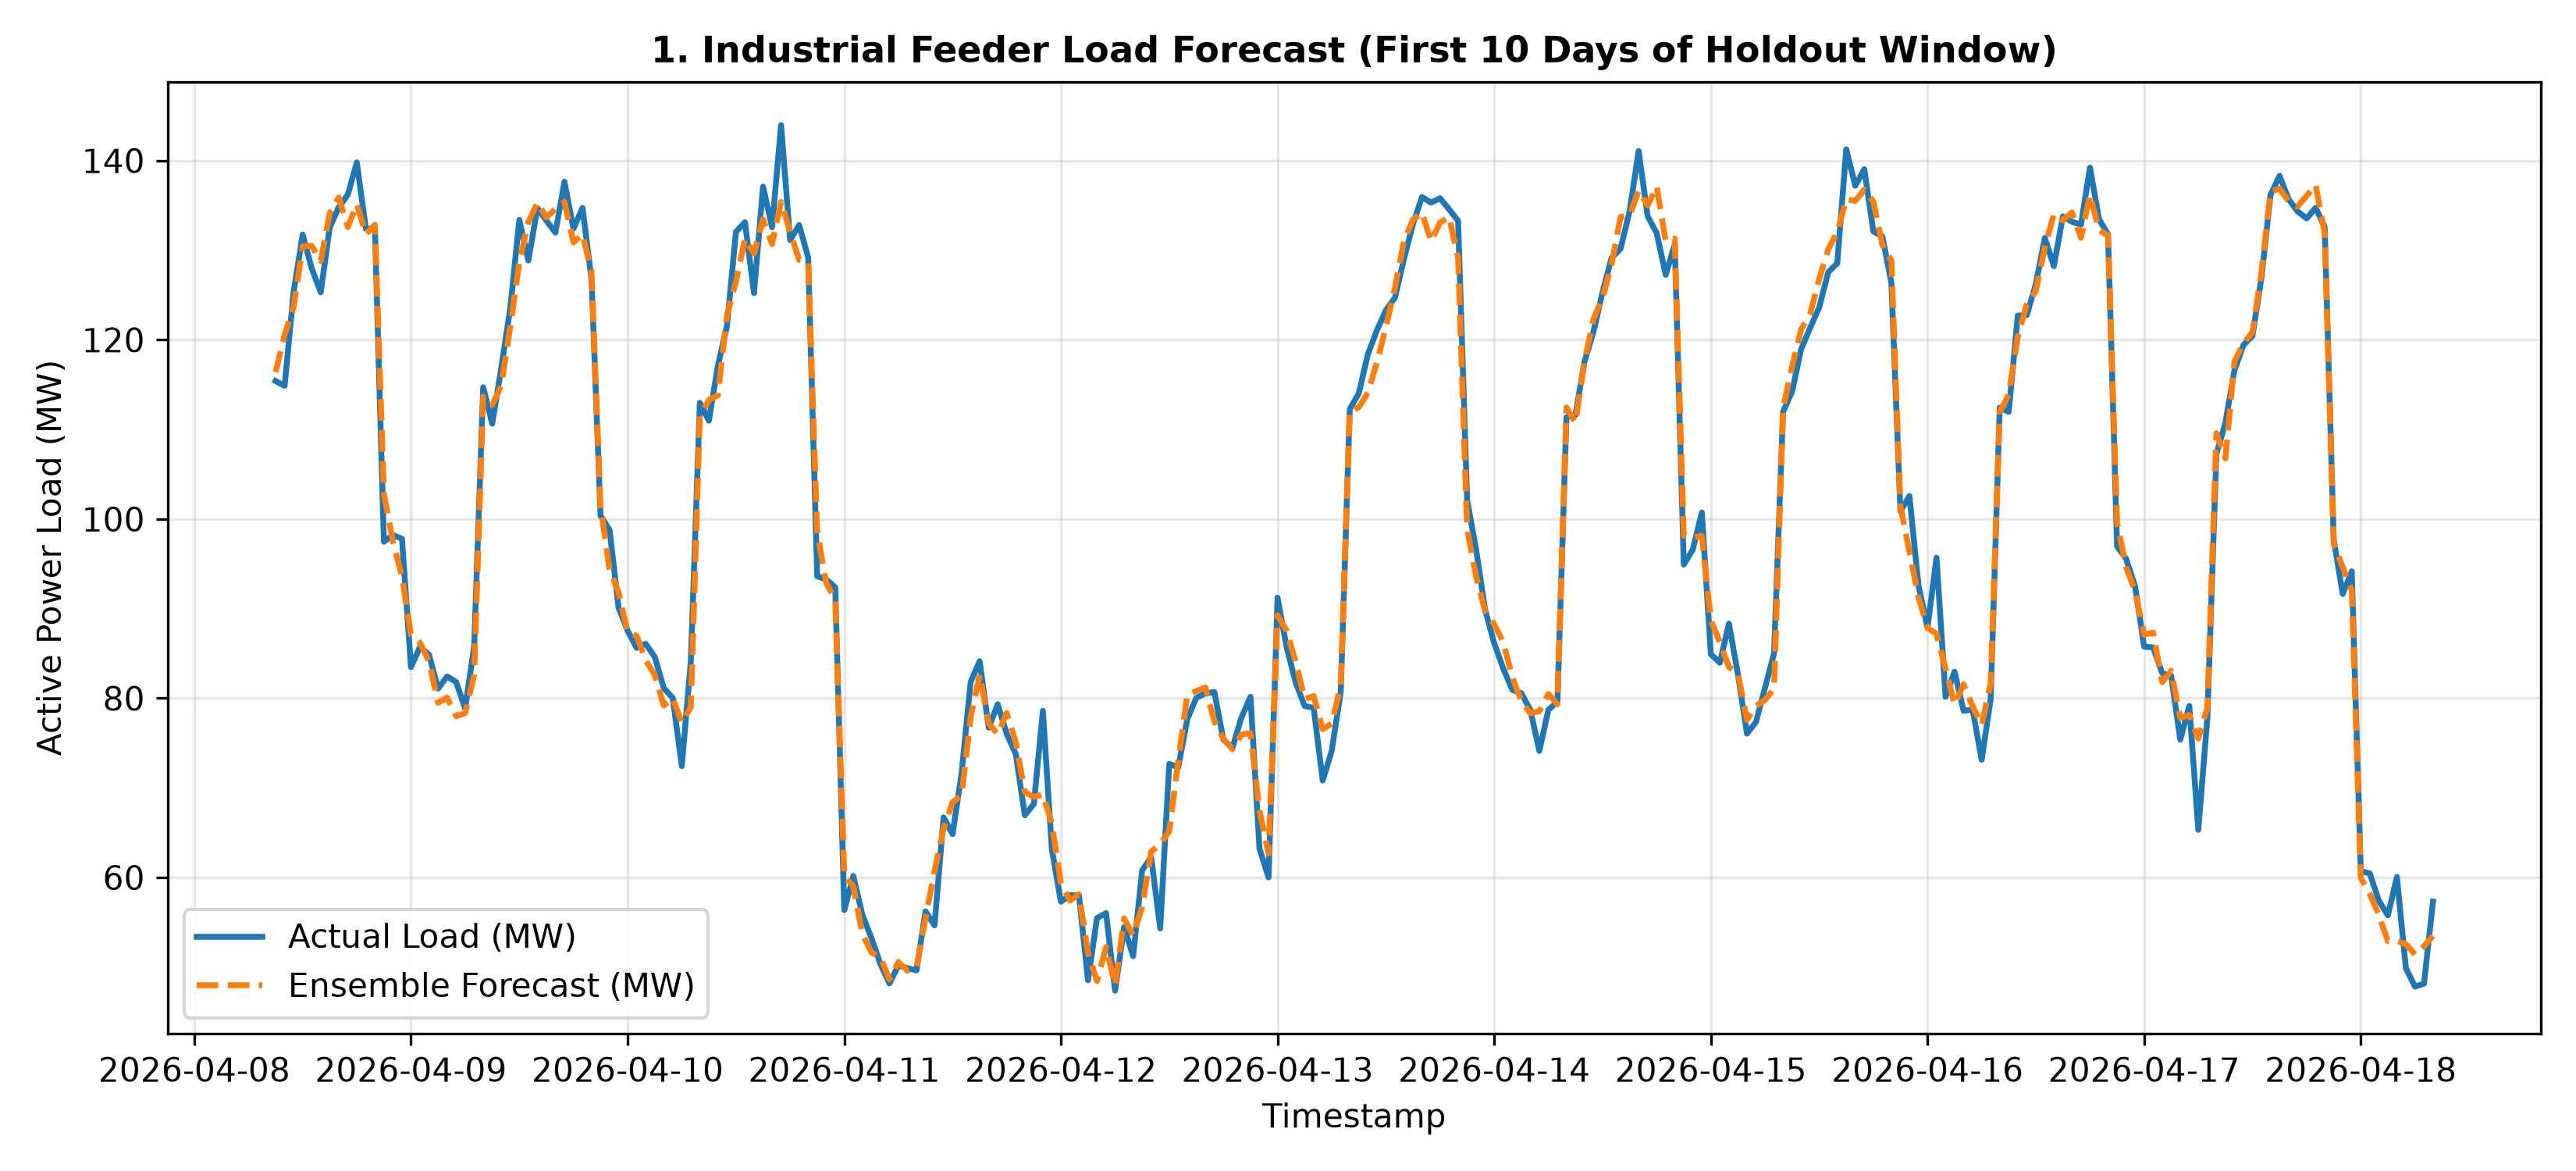 1. Industrial Feeder Load Forecast (First 10 Days of Holdout Window)
140
120
100
80
60
Active Power Load (MW)
Actual Load (MW)
Ensemble Forecast (MW)
2026-04-08 2026-04-09 2026-04-10 2026-04-11 2026-04-12 2026-04-13 2026-04-14 2026-04-15 2026-04-16 2026-04-17 2026-04-18
Timestamp